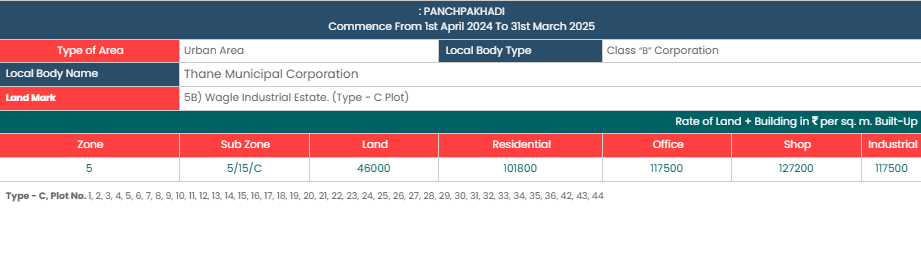 : PANCHPAKHADI
Commence From 1st April 2024 To 31st March 2025
Type of Area Urban Area Local Body Type Class "B" Corporation
Local Body Name Thane Municipal Corporation
Land Mark 5B) Wagle Industrial Estate. (Type - C Plot)
Rate of Land + Building in ₹ per sq. m. Built-Up
Zone Sub Zone Land Residential Office Shop Industrial
5 5/15/C 46000 101800 117500 127200 117500
Type - C, Plot No. 1, 2, 3, 4, 5, 6, 7, 8, 9, 10, 11, 12, 13, 14, 15, 16, 17, 18, 19, 20, 21, 22, 23, 24, 25, 26, 27, 28, 29, 30, 31, 32, 33, 34, 35, 36, 42, 43, 44